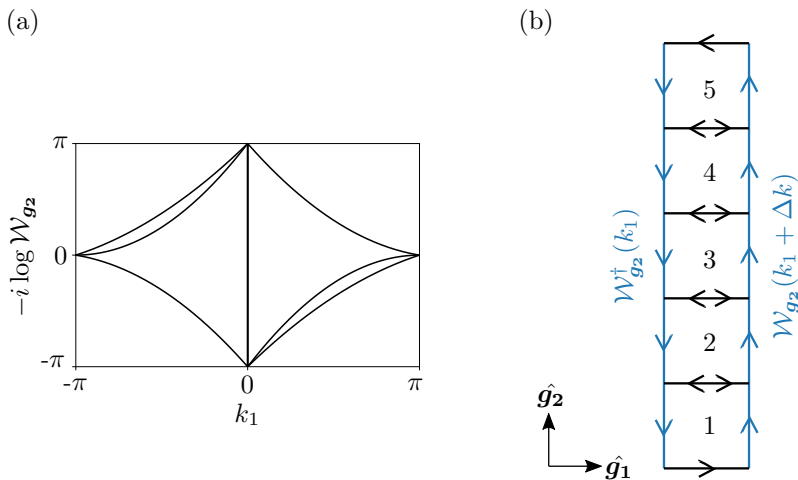 (a)
π
0
-π
-π
0
π
−i log 𝒲_𝒈₂
k₁
(b)
5
4
3
2
1
𝒲†_𝒈₂(k₁)
𝒲_𝒈₂(k₁ + Δk)
𝒈̂₂
𝒈̂₁